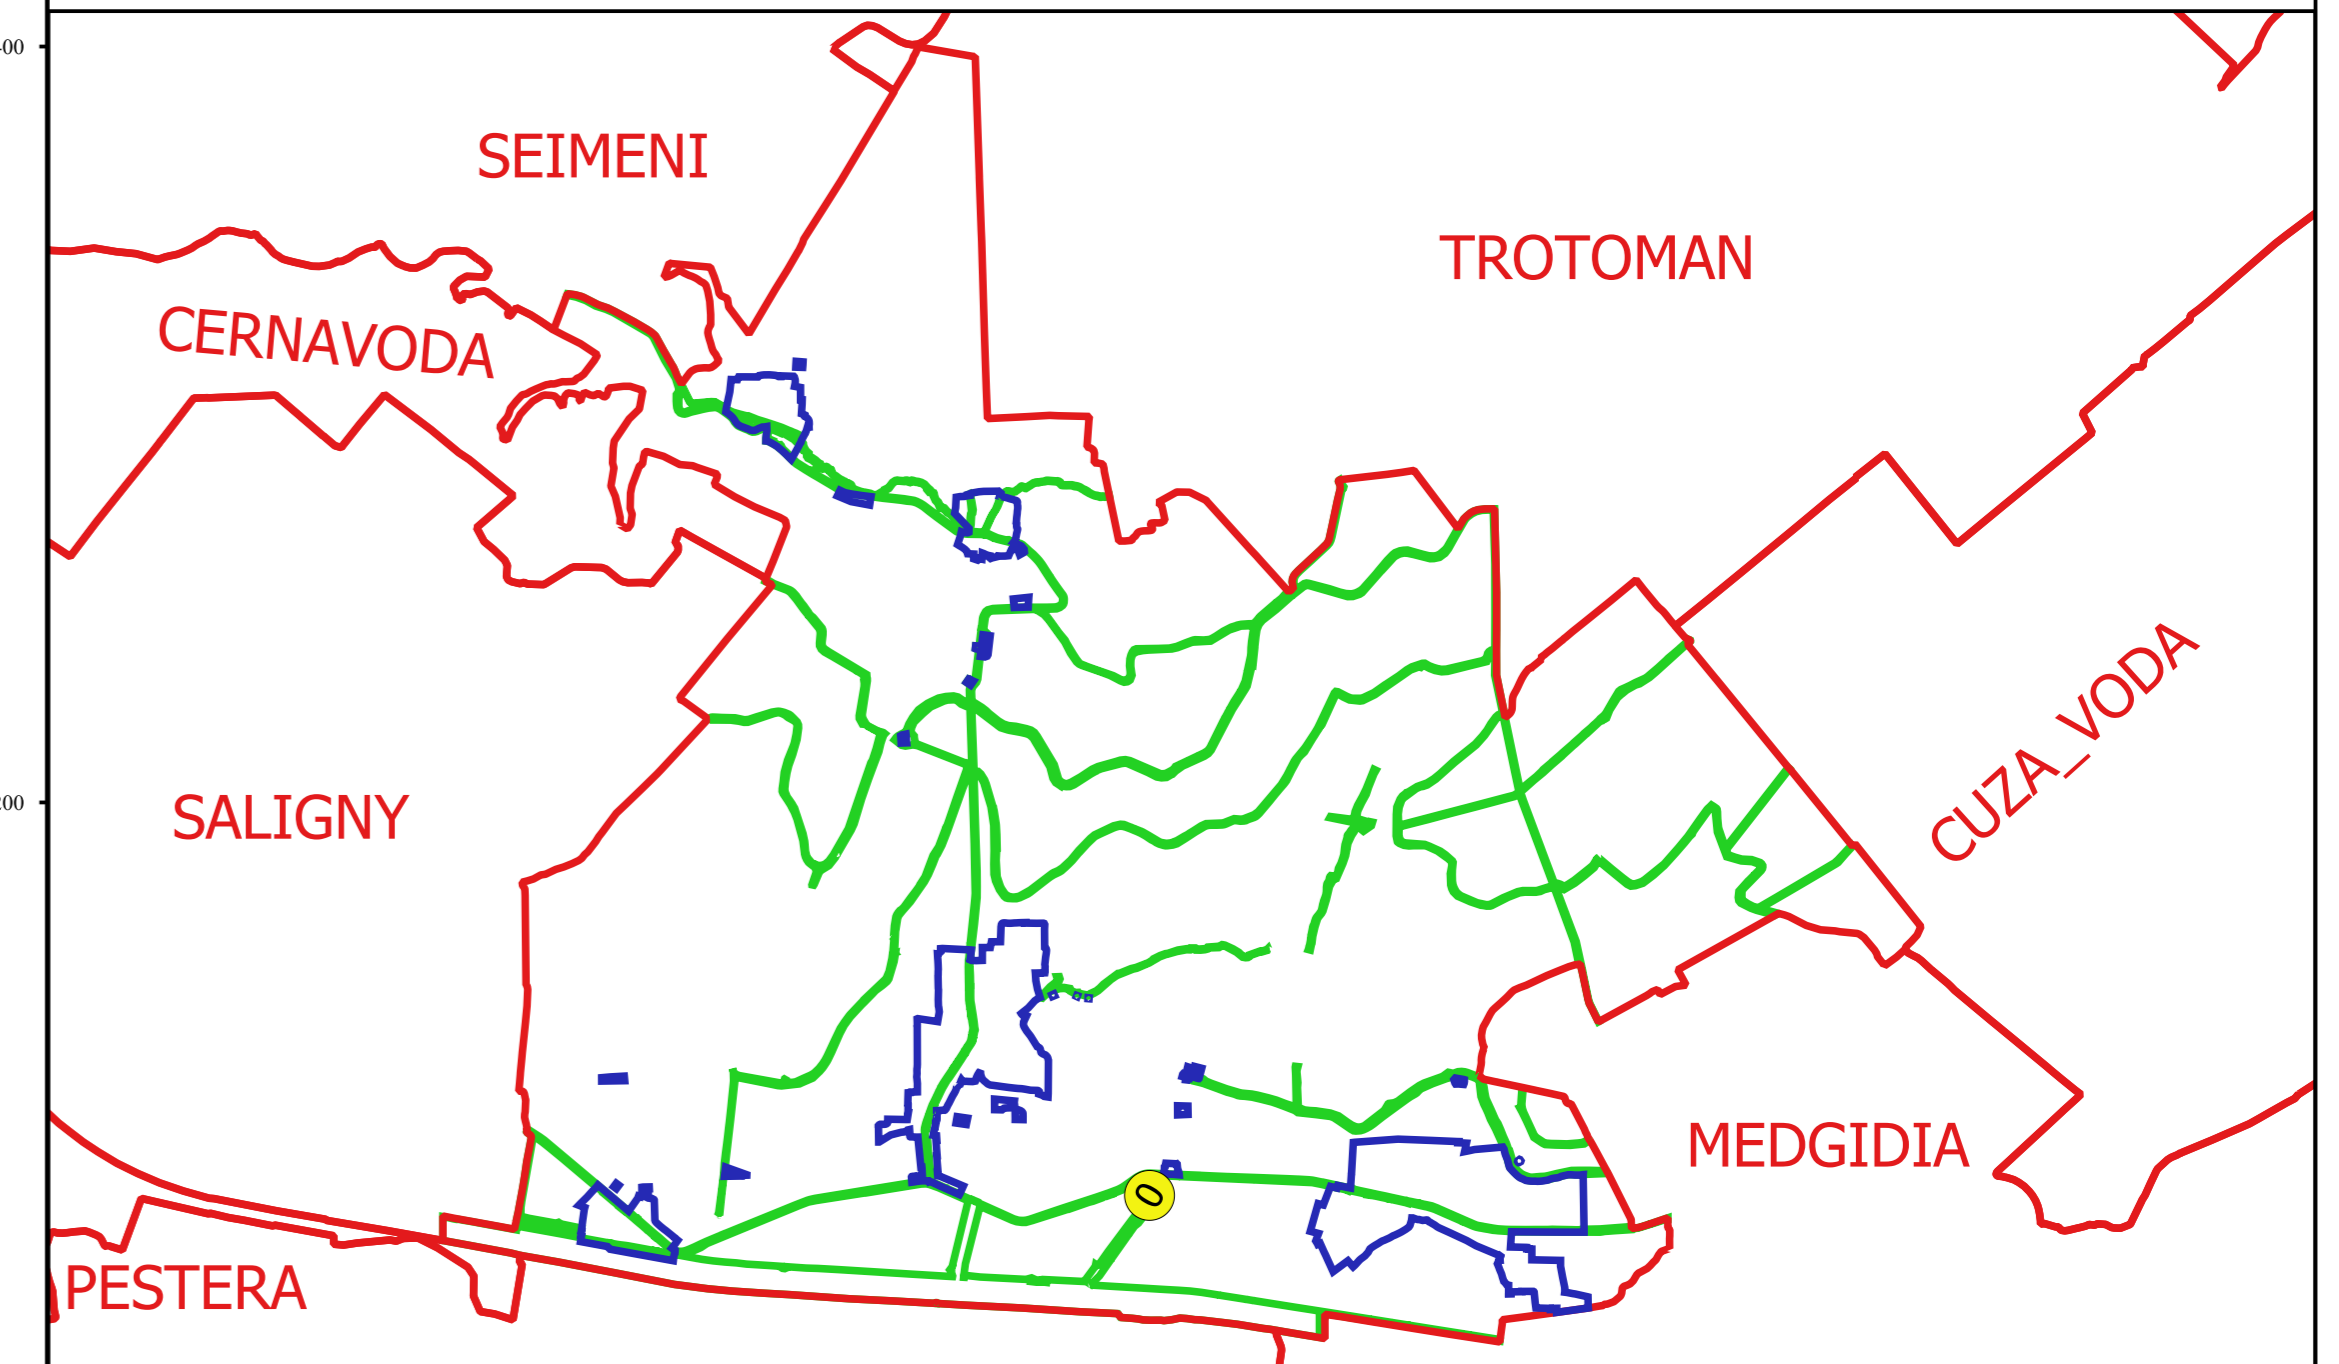 SEIMENI
TROTOMAN
CERNAVODA
SALIGNY
CUZA_VODA
MEDGIDIA
0
PESTERA